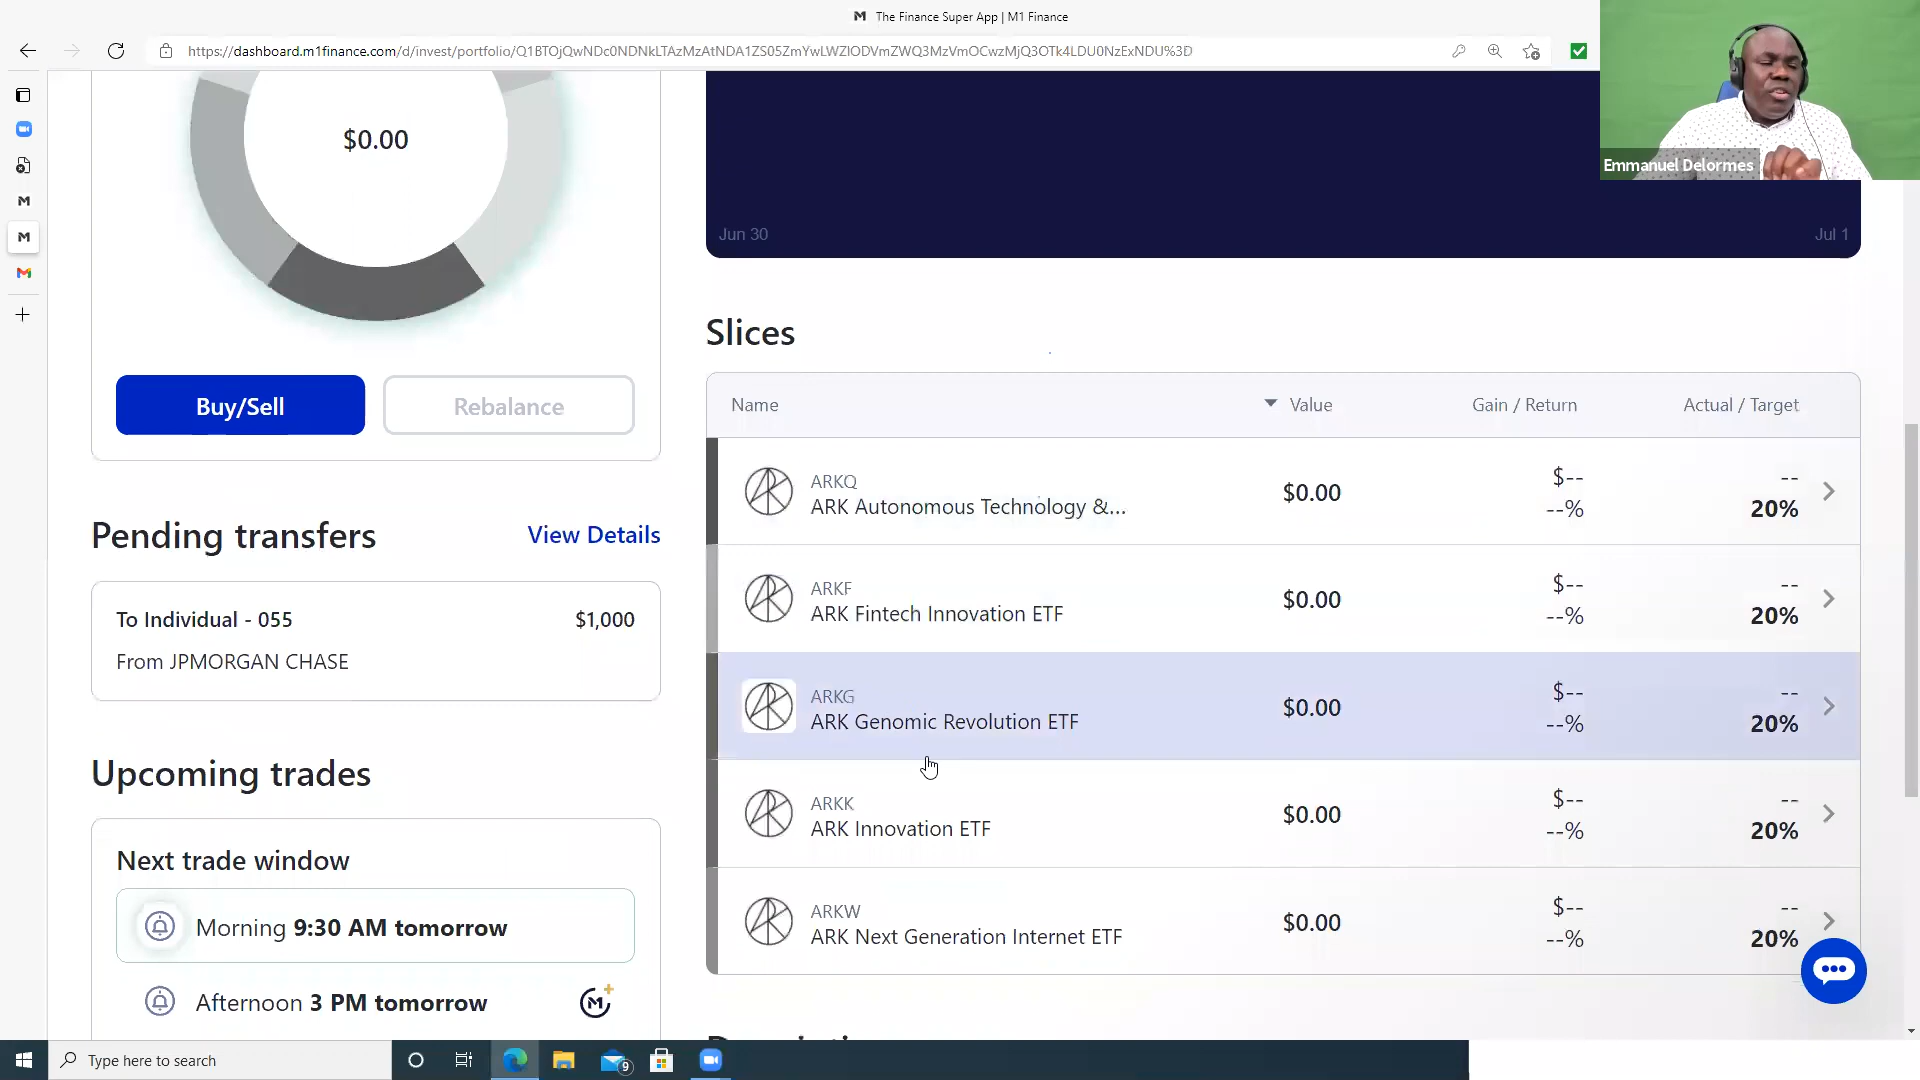 The Finance Super App | M1 Finance
https://dashboard.m1finance.com/d/invest/portfolio/Q1BTOjQwNDc0NDNkLTAzMzAtNDA1ZS05ZmYwLWZlODVmZWQ3MzVmOCwzMjQ3OTk4LDU0NzExNDU%3D
Emmanuel Delormes
$0.00
Jun 30
Jul 1
Buy/Sell
Rebalance
Pending transfers
View Details
To Individual - 055
$1,000
From JPMORGAN CHASE
Upcoming trades
Next trade window
Morning 9:30 AM tomorrow
Afternoon 3 PM tomorrow
Slices
Name
Value
Gain / Return
Actual / Target
ARKQ
ARK Autonomous Technology &...
$0.00
$--
--%
--
20%
ARKF
ARK Fintech Innovation ETF
$0.00
$--
--%
--
20%
ARKG
ARK Genomic Revolution ETF
$0.00
$--
--%
--
20%
ARKK
ARK Innovation ETF
$0.00
$--
--%
--
20%
ARKW
ARK Next Generation Internet ETF
$0.00
$--
--%
--
20%
Type here to search
9